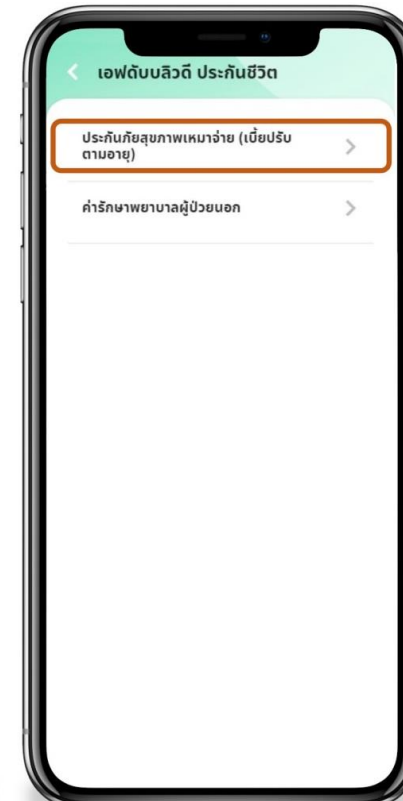 เอฟดับบลิวดี ประกันชีวิต
ประกันภัยสุขภาพเหมาจ่าย (เบี้ยปรับ
ตามอายุ)
ค่ารักษาพยาบาลผู้ป่วยนอก